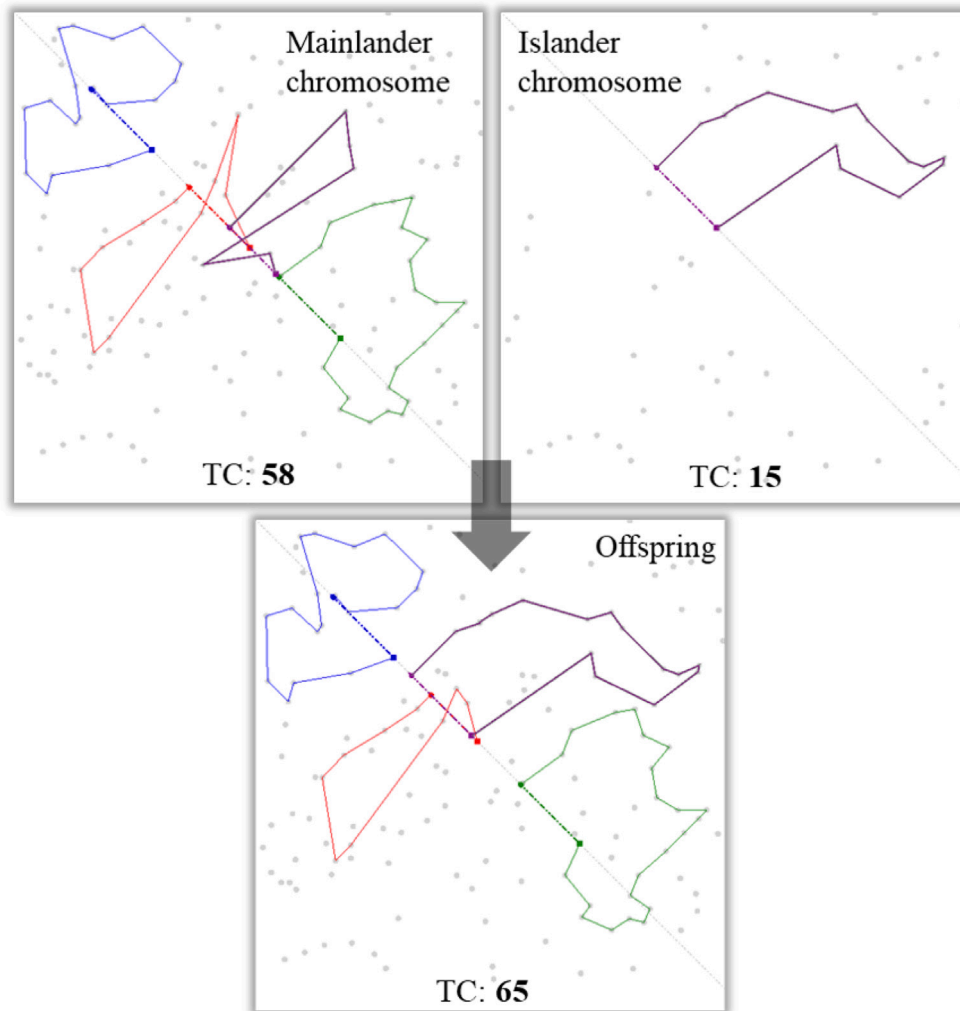 Mainlander
chromosome
TC: 58
Islander
chromosome
TC: 15
Offspring
TC: 65